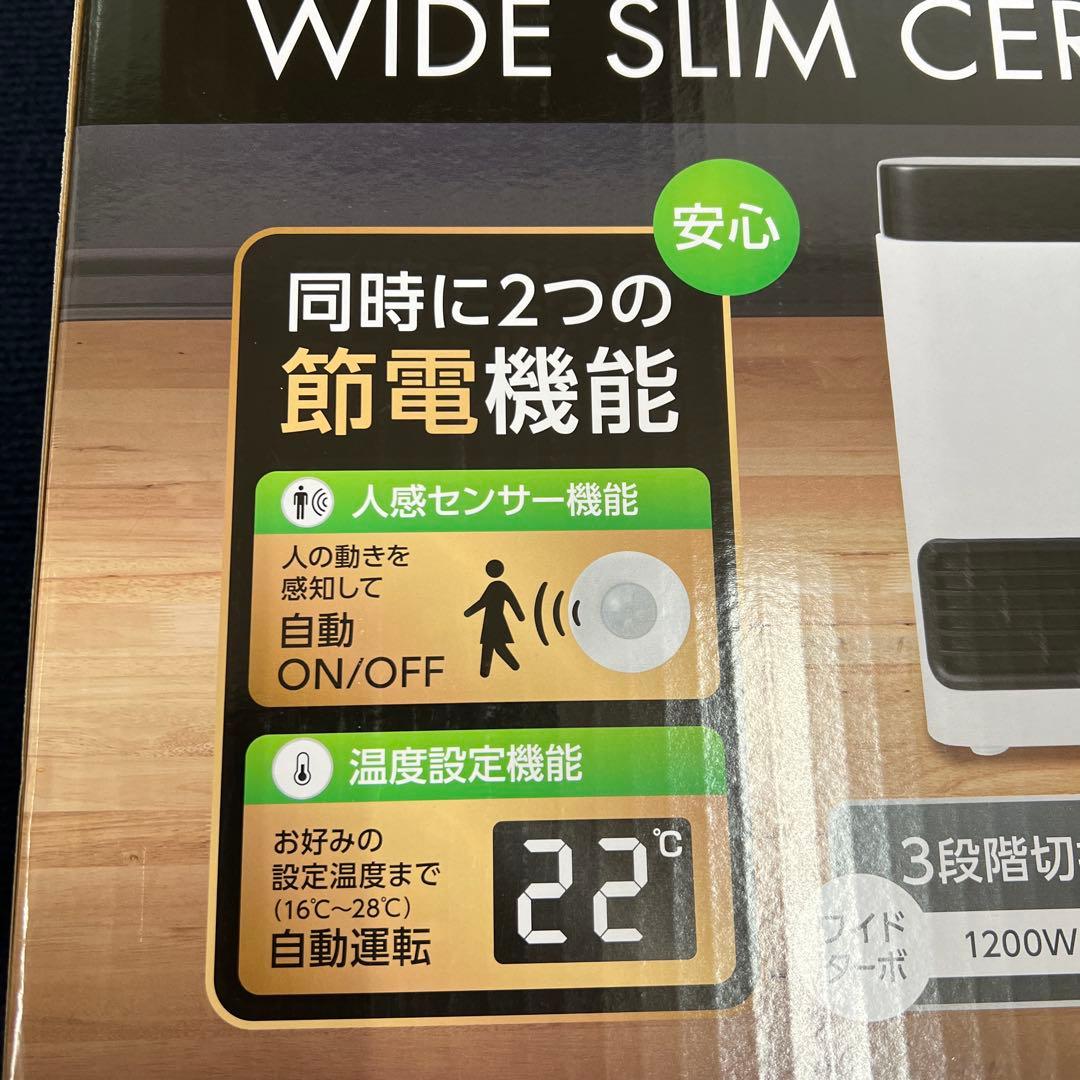 WIDE SLIM CER
安心
同時に2つの
節電機能
人感センサー機能
人の動きを
感知して
自動
ON/OFF
温度設定機能
お好みの
設定温度まで
(16℃～28℃)
自動運転
22℃
3段階切
ワイド
ターボ
1200W